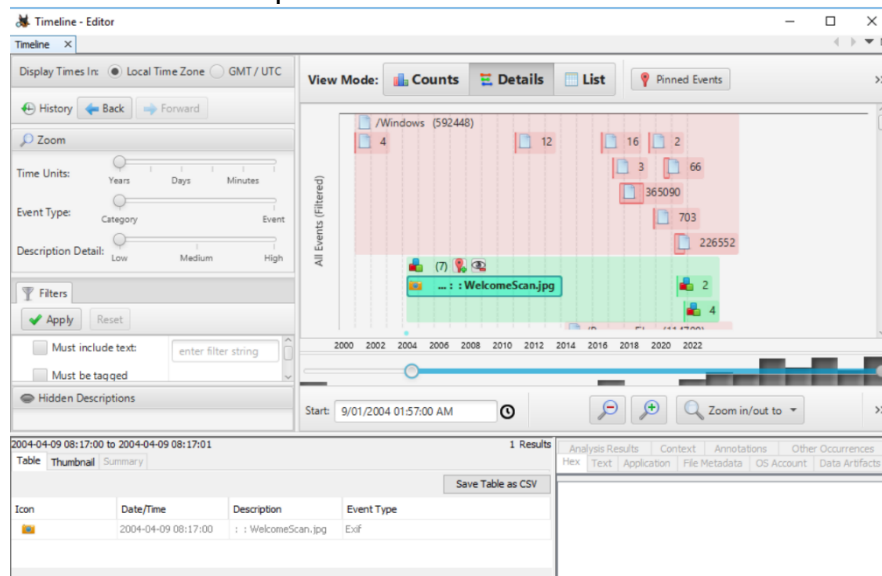 Timeline - Editor
Timeline X
Display Times In: Local Time Zone GMT / UTC
View Mode: Counts Details List Pinned Events
History Back Forward
Zoom
Time Units: Years Days Minutes
Event Type: Category Event
Description Detail: Low Medium High
Filters
Apply Reset
Must include text: enter filter string
Must be tagged
Hidden Descriptions
All Events (Filtered)
/Windows (592448)
4 12 16 2
3 66
365090
703
226552
(7)
...: : WelcomeScan.jpg 2
4
2000 2002 2004 2006 2008 2010 2012 2014 2016 2018 2020 2022
Start: 9/01/2004 01:57:00 AM Zoom in/out to
2004-04-09 08:17:00 to 2004-04-09 08:17:01 1 Results
Table Thumbnail Summary
Save Table as CSV
Icon Date/Time Description Event Type
2004-04-09 08:17:00 : : WelcomeScan.jpg Exif
Analysis Results Context Annotations Other Occurrences
Hex Text Application File Metadata OS Account Data Artifacts